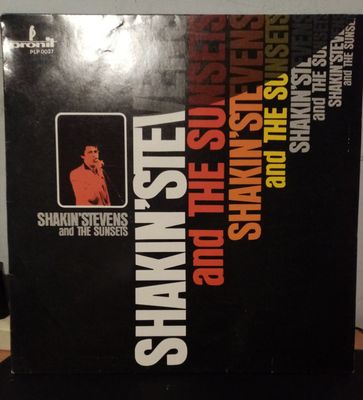 pronit
PLP 0037
SHAKIN'STEVENS
and THE SUNSETS
SHAKIN'STEV
and THE SUNSETS
SHAKIN'STEVENS
and THE SUNSETS
SHAKIN'STEVENS
and THE SUNSETS
SHAKIN'STEVENS
and THE SUNSETS